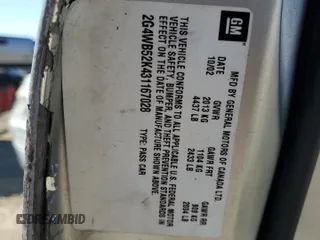 GM
MFD BY GENERAL MOTORS OF CANADA LTD.
DATE GVWR GAWR FRT GAWR RR
10/02 2013 KG 1104 KG 909 KG
4437 LB 2433 LB 2004 LB
THIS VEHICLE CONFORMS TO ALL APPLICABLE U.S. FEDERAL MOTOR
VEHICLE SAFETY, BUMPER, AND THEFT PREVENTION STANDARDS IN
EFFECT ON THE DATE OF MANUFACTURE SHOWN ABOVE.
2G4WB52K431167028 TYPE: PASS CAR